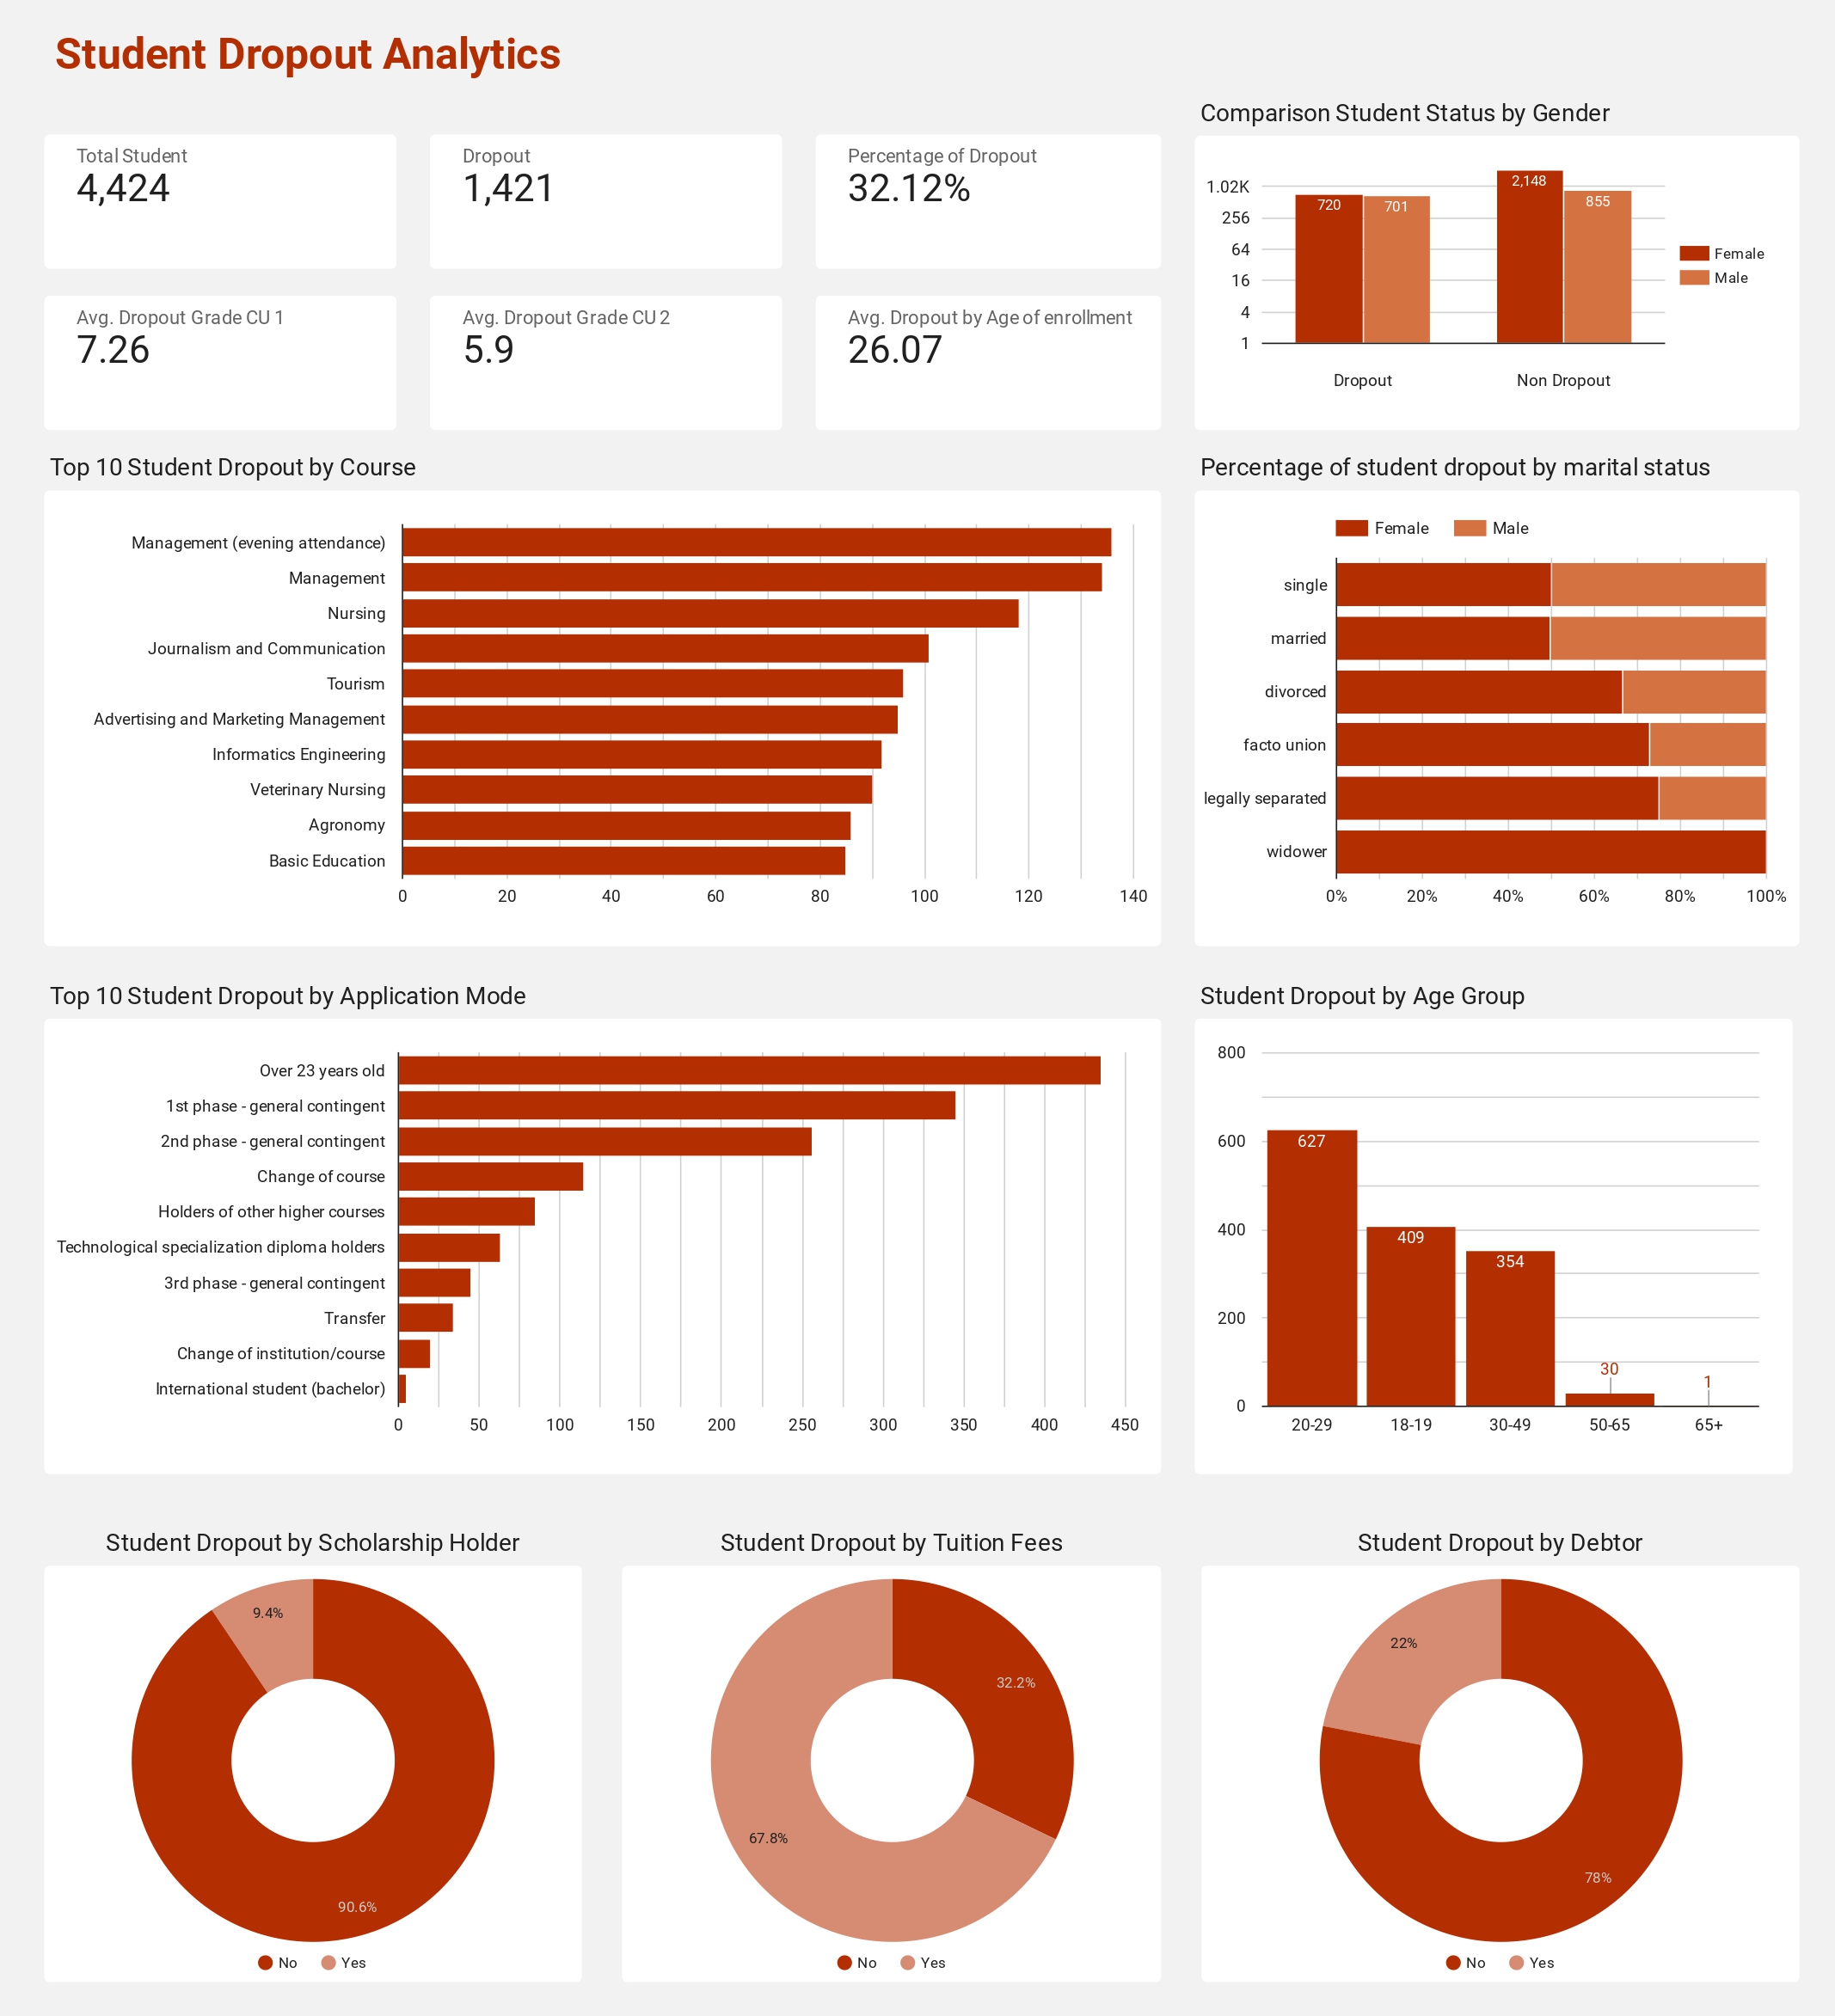 Student Dropout Analytics
Total Student
4,424
Dropout
1,421
Percentage of Dropout
32.12%
Avg. Dropout Grade CU 1
7.26
Avg. Dropout Grade CU 2
5.9
Avg. Dropout by Age of enrollment
26.07
Comparison Student Status by Gender
1.02K
256
64
16
4
1
720
701
2,148
855
Dropout
Non Dropout
Female
Male
Top 10 Student Dropout by Course
Management (evening attendance)
Management
Nursing
Journalism and Communication
Tourism
Advertising and Marketing Management
Informatics Engineering
Veterinary Nursing
Agronomy
Basic Education
0 20 40 60 80 100 120 140
Percentage of student dropout by marital status
Female Male
single
married
divorced
facto union
legally separated
widower
0% 20% 40% 60% 80% 100%
Top 10 Student Dropout by Application Mode
Over 23 years old
1st phase - general contingent
2nd phase - general contingent
Change of course
Holders of other higher courses
Technological specialization diploma holders
3rd phase - general contingent
Transfer
Change of institution/course
International student (bachelor)
0 50 100 150 200 250 300 350 400 450
Student Dropout by Age Group
800
600
400
200
0
627
409
354
30
1
20-29 18-19 30-49 50-65 65+
Student Dropout by Scholarship Holder
9.4%
90.6%
No Yes
Student Dropout by Tuition Fees
32.2%
67.8%
No Yes
Student Dropout by Debtor
22%
78%
No Yes